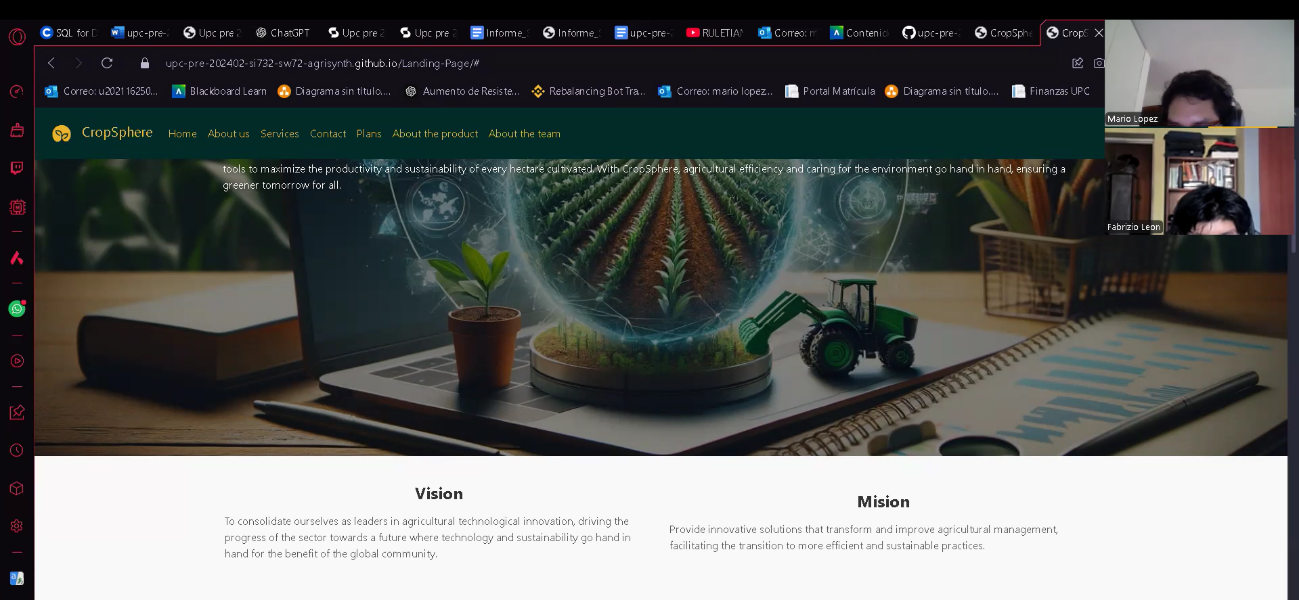 SQL for D
upc-pre-
Upc pre 2
ChatGPT
Upc pre 2
Upc pre 2
Informe_
Informe_
upc-pre-
RULETIA
Correo: m
Conteni
upc-pre-
CropSphe
CropS
upc-pre-202402-si732-sw72-agrisynth.github.io/Landing-Page/#
Correo: u202116250...
Blackboard Learn
Diagrama sin título....
Aumento de Resiste...
Rebalancing Bot Tra...
Correo: mario lopez...
Portal Matrícula
Diagrama sin título....
Finanzas UPC
Mario Lopez
CropSphere
Home
About us
Services
Contact
Plans
About the product
About the team
tools to maximize the productivity and sustainability of every hectare cultivated. With CropSphere, agricultural efficiency and caring for the environment go hand in hand, ensuring a
greener tomorrow for all.
Fabrizio Leon
Vision
To consolidate ourselves as leaders in agricultural technological innovation, driving the
progress of the sector towards a future where technology and sustainability go hand in
hand for the benefit of the global community.
Mision
Provide innovative solutions that transform and improve agricultural management,
facilitating the transition to more efficient and sustainable practices.